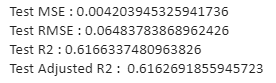 Test MSE : 0.004203945325941736
Test RMSE : 0.06483783868962426
Test R2 : 0.6166337480963826
Test Adjusted R2 :  0.6162691855945723